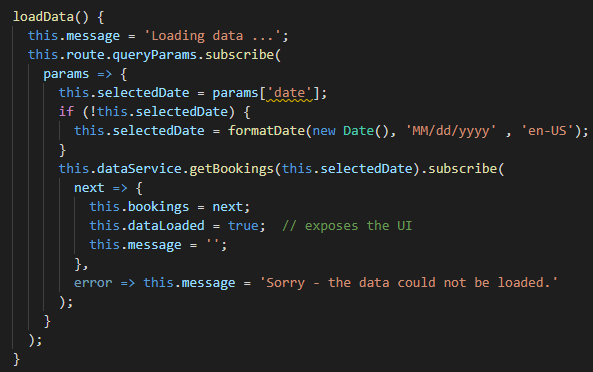 loadData() {
this.message = 'Loading data ...';
this.route.queryParams.subscribe(
params => {
this.selectedDate = params['date'];
if (!this.selectedDate) {
this.selectedDate = formatDate(new Date(), 'MM/dd/yyyy' , 'en-US');
}
this.dataService.getBookings(this.selectedDate).subscribe(
next => {
this.bookings = next;
this.dataLoaded = true;  // exposes the UI
this.message = '';
},
error => this.message = 'Sorry - the data could not be loaded.'
);
}
);
}